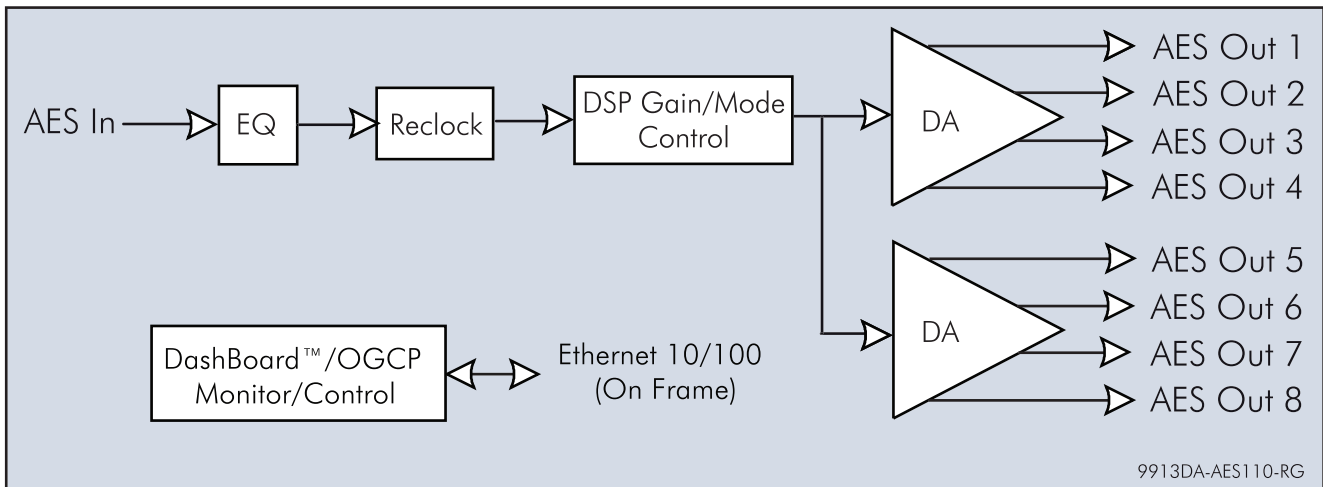 AES In
EQ
Reclock
DSP Gain/Mode
Control
DA
AES Out 1
AES Out 2
AES Out 3
AES Out 4
DA
AES Out 5
AES Out 6
AES Out 7
AES Out 8
DashBoard™/OGCP
Monitor/Control
Ethernet 10/100
(On Frame)
9913DA-AES110-RG